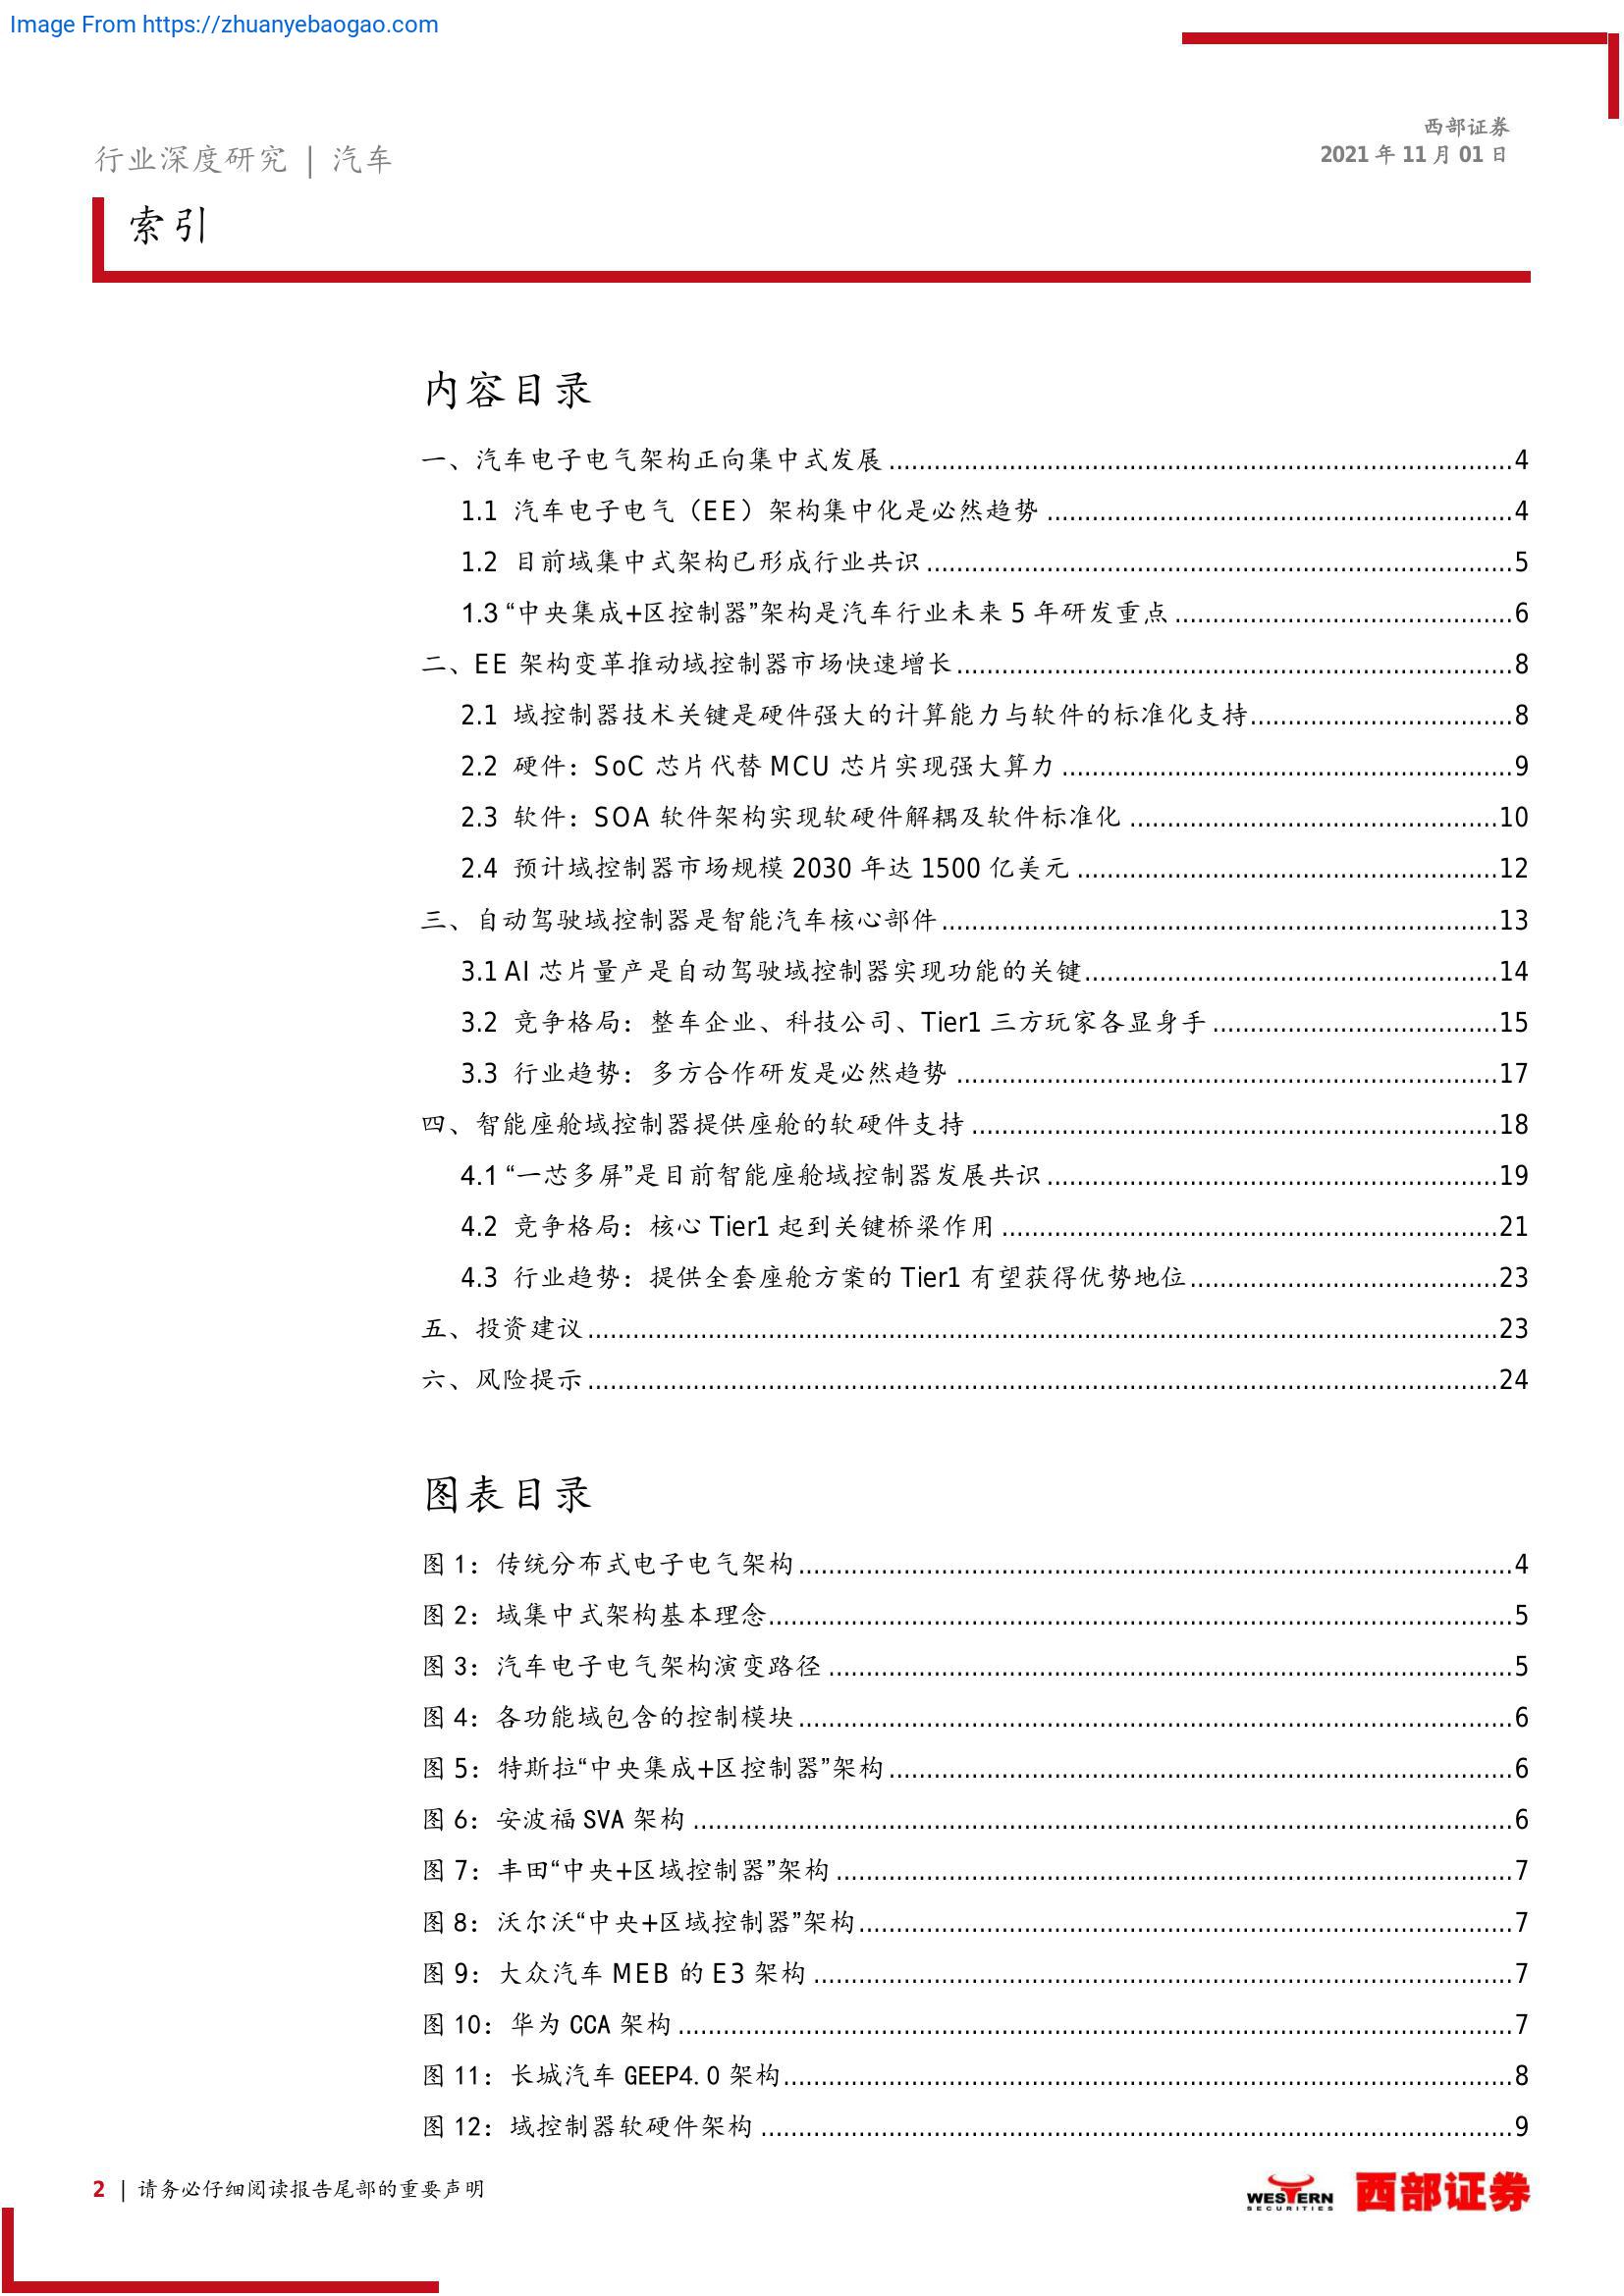 Image From https://zhuanyebaogao.com
西部证券
2021 年 11 月 01 日
行业深度研究 | 汽车
索引
内容目录
一、汽车电子电气架构正向集中式发展 ........ 4
1.1 汽车电子电气（EE）架构集中化是必然趋势 ........ 4
1.2 目前域集中式架构已形成行业共识 ........ 5
1.3 “中央集成+区控制器”架构是汽车行业未来 5 年研发重点 ........ 6
二、EE 架构变革推动域控制器市场快速增长 ........ 8
2.1 域控制器技术关键是硬件强大的计算能力与软件的标准化支持 ........ 8
2.2 硬件：SoC 芯片代替 MCU 芯片实现强大算力 ........ 9
2.3 软件：SOA 软件架构实现软硬件解耦及软件标准化 ........ 10
2.4 预计域控制器市场规模 2030 年达 1500 亿美元 ........ 12
三、自动驾驶域控制器是智能汽车核心部件 ........ 13
3.1 AI 芯片量产是自动驾驶域控制器实现功能的关键 ........ 14
3.2 竞争格局：整车企业、科技公司、Tier1 三方玩家各显身手 ........ 15
3.3 行业趋势：多方合作研发是必然趋势 ........ 17
四、智能座舱域控制器提供座舱的软硬件支持 ........ 18
4.1 “一芯多屏”是目前智能座舱域控制器发展共识 ........ 19
4.2 竞争格局：核心 Tier1 起到关键桥梁作用 ........ 21
4.3 行业趋势：提供全套座舱方案的 Tier1 有望获得优势地位 ........ 23
五、投资建议 ........ 23
六、风险提示 ........ 24
图表目录
图 1：传统分布式电子电气架构 ........ 4
图 2：域集中式架构基本理念 ........ 5
图 3：汽车电子电气架构演变路径 ........ 5
图 4：各功能域包含的控制模块 ........ 6
图 5：特斯拉“中央集成+区控制器”架构 ........ 6
图 6：安波福 SVA 架构 ........ 6
图 7：丰田“中央+区域控制器”架构 ........ 7
图 8：沃尔沃“中央+区域控制器”架构 ........ 7
图 9：大众汽车 MEB 的 E3 架构 ........ 7
图 10：华为 CCA 架构 ........ 7
图 11：长城汽车 GEEP4.0 架构 ........ 8
图 12：域控制器软硬件架构 ........ 9
2 | 请务必仔细阅读报告尾部的重要声明
WESTERN
SECURITIES
西部证券